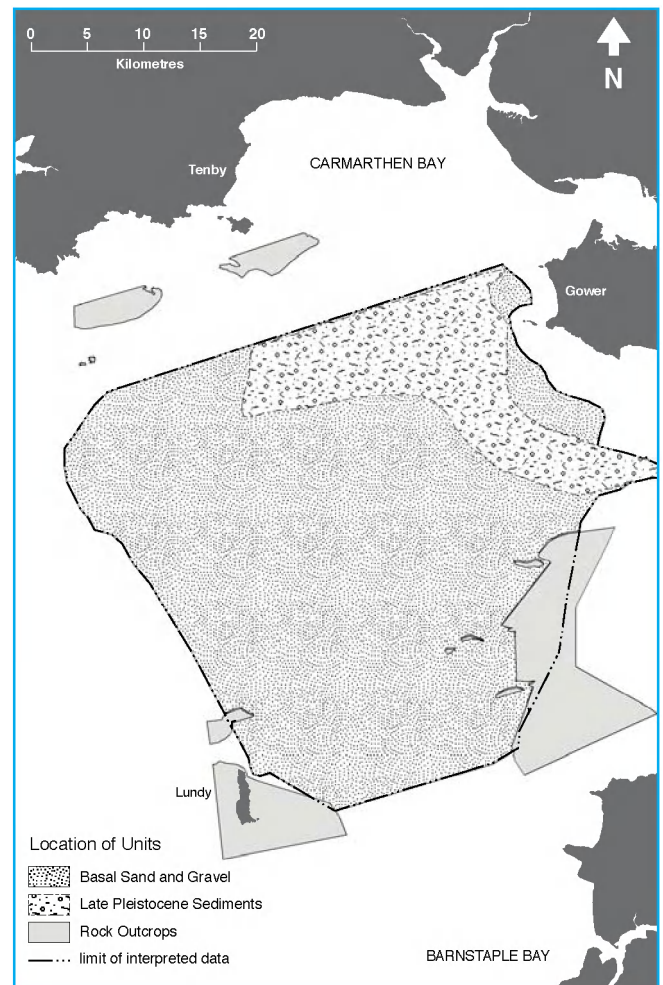 0 5 10 15 20
Kilometres
N
CARMARTHEN BAY
Tenby
Gower
Lundy
Location of Units
Basal Sand and Gravel
Late Pleistocene Sediments
Rock Outcrops
limit of interpreted data
BARNSTAPLE BAY